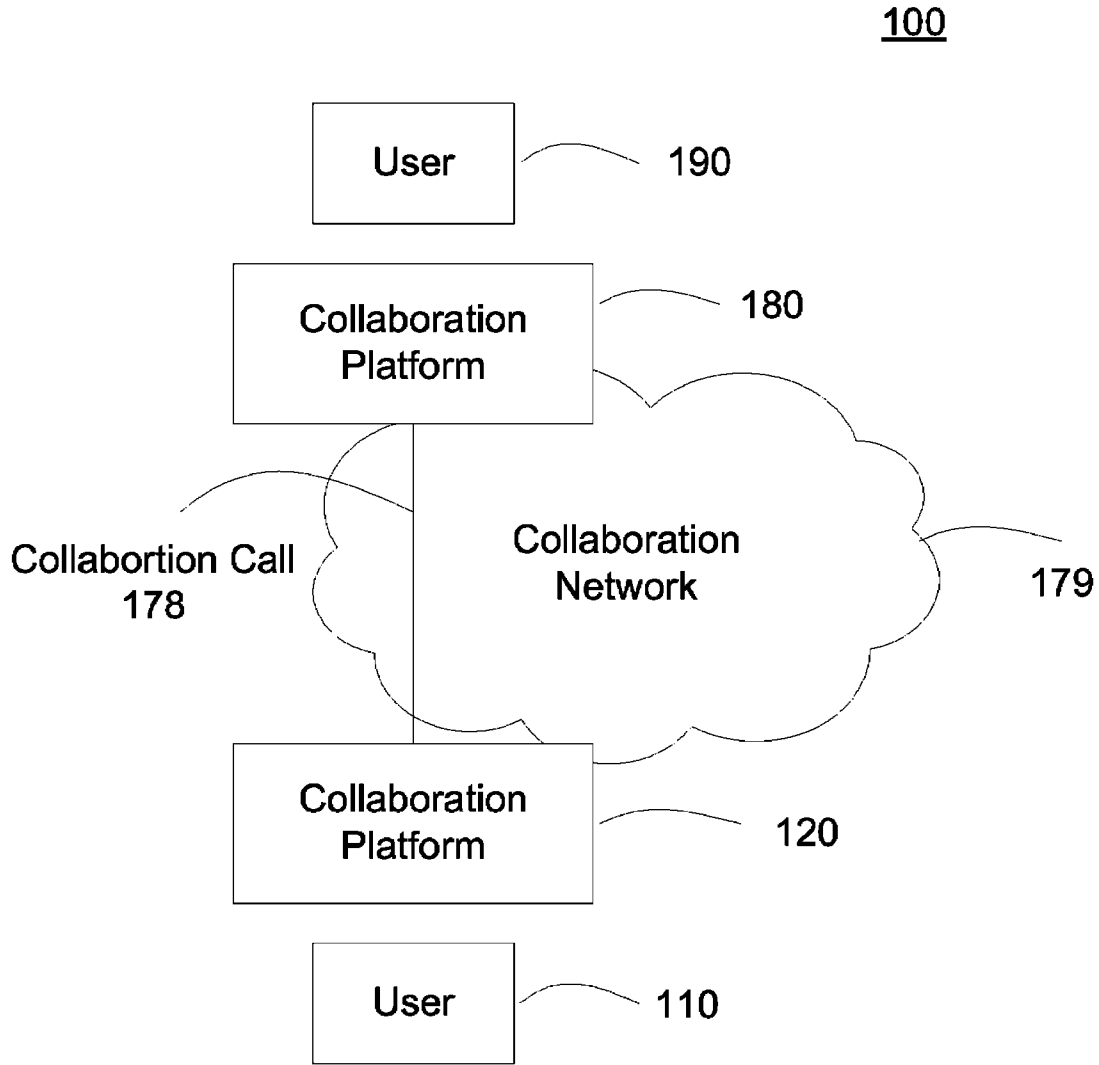 100
User
190
Collaboration
Platform
180
Collabortion Call
178
Collaboration
Network
179
Collaboration
Platform
120
User
110